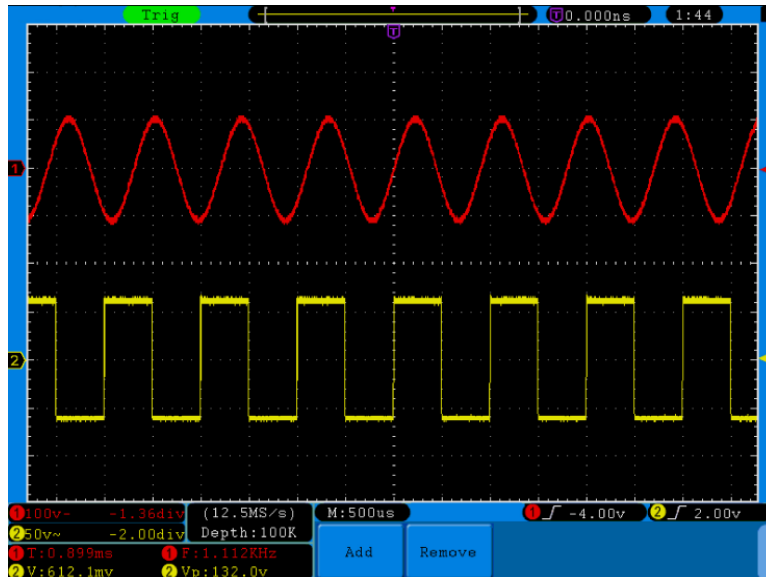 Trig T 0.000ns 1:44
T
1
2
1 100v- -1.36div (12.5MS/s) M:500us 1 -4.00v 2 2.00v
2 50v~ -2.00div Depth:100K
1 T:0.899ms 1 F:1.112KHz Add Remove
2 V:612.1mv 2 Vp:132.0v